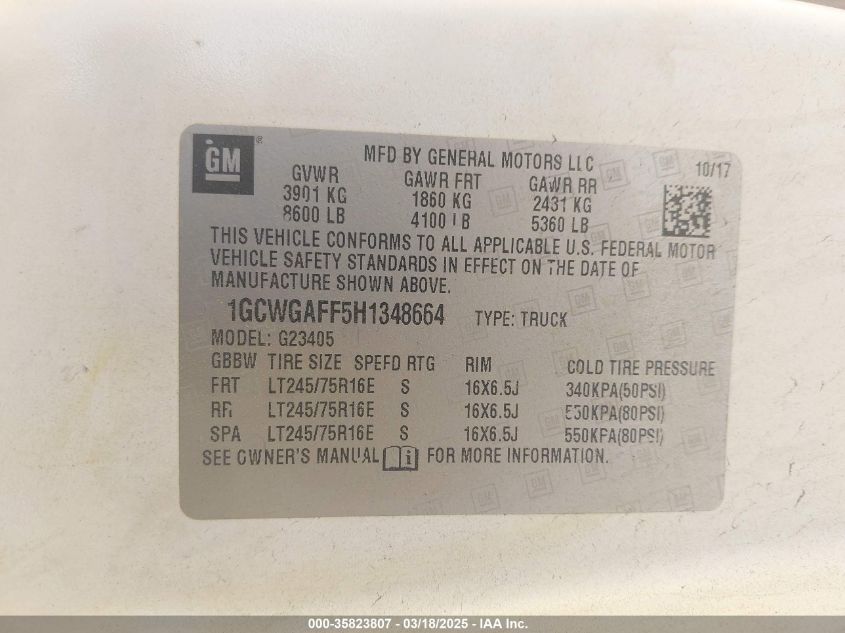 GM ®
MFD BY GENERAL MOTORS LLC 10/17
GVWR GAWR FRT GAWR RR
3901 KG 1860 KG 2431 KG
8600 LB 4100 LB 5360 LB
THIS VEHICLE CONFORMS TO ALL APPLICABLE U.S. FEDERAL MOTOR
VEHICLE SAFETY STANDARDS IN EFFECT ON THE DATE OF
MANUFACTURE SHOWN ABOVE.
1GCWGAFF5H1348664 TYPE: TRUCK
MODEL: G23405
GBBW TIRE SIZE SPEED RTG RIM COLD TIRE PRESSURE
FRT LT245/75R16E S 16X6.5J 340KPA(50PSI)
RR LT245/75R16E S 16X6.5J 550KPA(80PSI)
SPA LT245/75R16E S 16X6.5J 550KPA(80PSI)
SEE OWNER'S MANUAL FOR MORE INFORMATION.
000-35823807 - 03/18/2025 - IAA Inc.